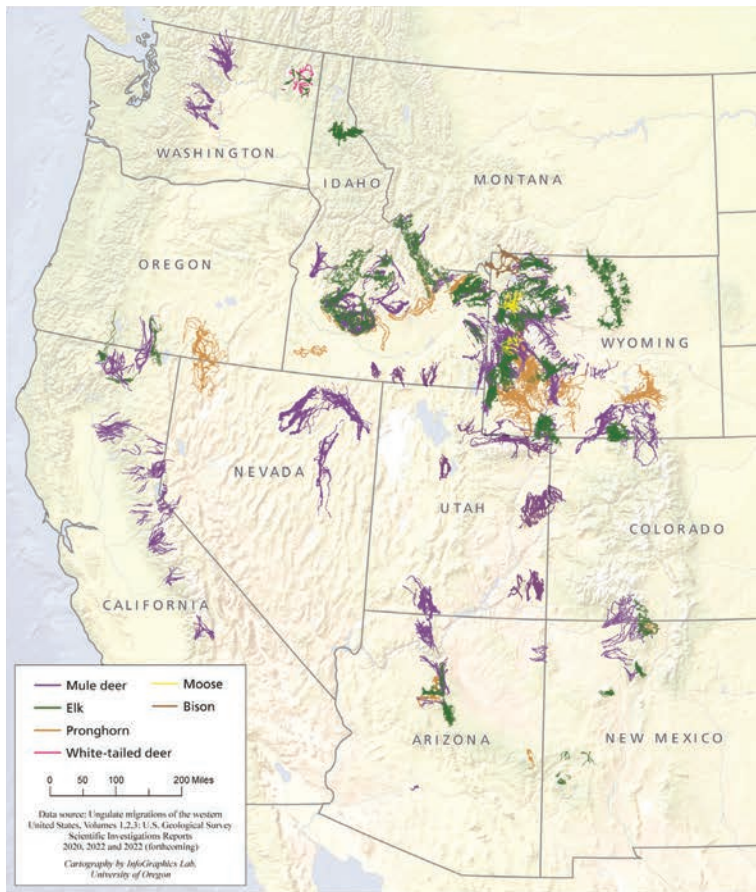 WASHINGTON
MONTANA
IDAHO
OREGON
WYOMING
NEVADA
UTAH
COLORADO
CALIFORNIA
ARIZONA
NEW MEXICO
Mule deer
Elk
Pronghorn
White-tailed deer
Moose
Bison
0 50 100 200 Miles
Data source: Ungulate migrations of the western
United States, Volumes 1,2,3: U.S. Geological Survey
Scientific Investigations Reports
2020, 2022 and 2022 (forthcoming)
Cartography by InfoGraphics Lab,
University of Oregon